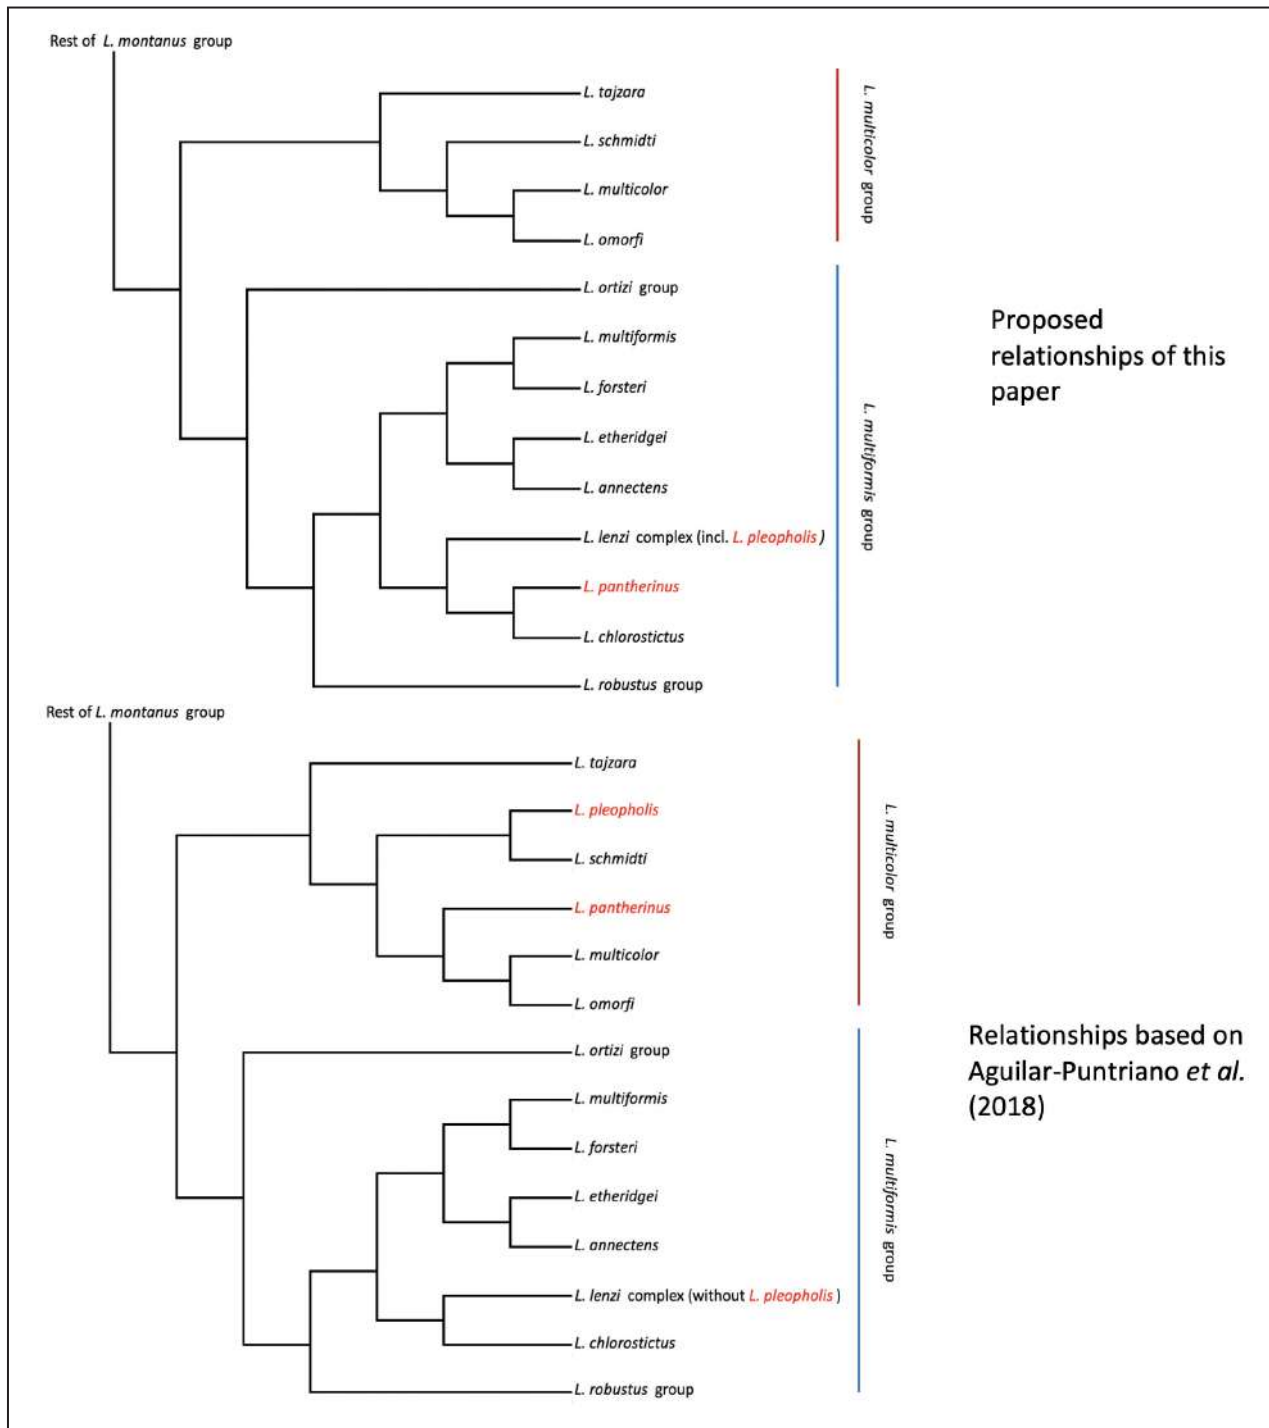 Rest of L. montanus group
L. tajzara
L. schmidti
L. multicolor
L. omorfi
L. multicolor group
L. ortizi group
L. multiformis
L. forsteri
L. etheridgei
L. annectens
L. lenzi complex (incl. L. pleopholis)
L. pantherinus
L. chlorostictus
L. robustus group
L. multiformis group
Proposed
relationships of this
paper
Rest of L. montanus group
L. tajzara
L. pleopholis
L. schmidti
L. pantherinus
L. multicolor
L. omorfi
L. multicolor group
L. ortizi group
L. multiformis
L. forsteri
L. etheridgei
L. annectens
L. lenzi complex (without L. pleopholis)
L. chlorostictus
L. robustus group
L. multiformis group
Relationships based on
Aguilar-Puntriano et al.
(2018)